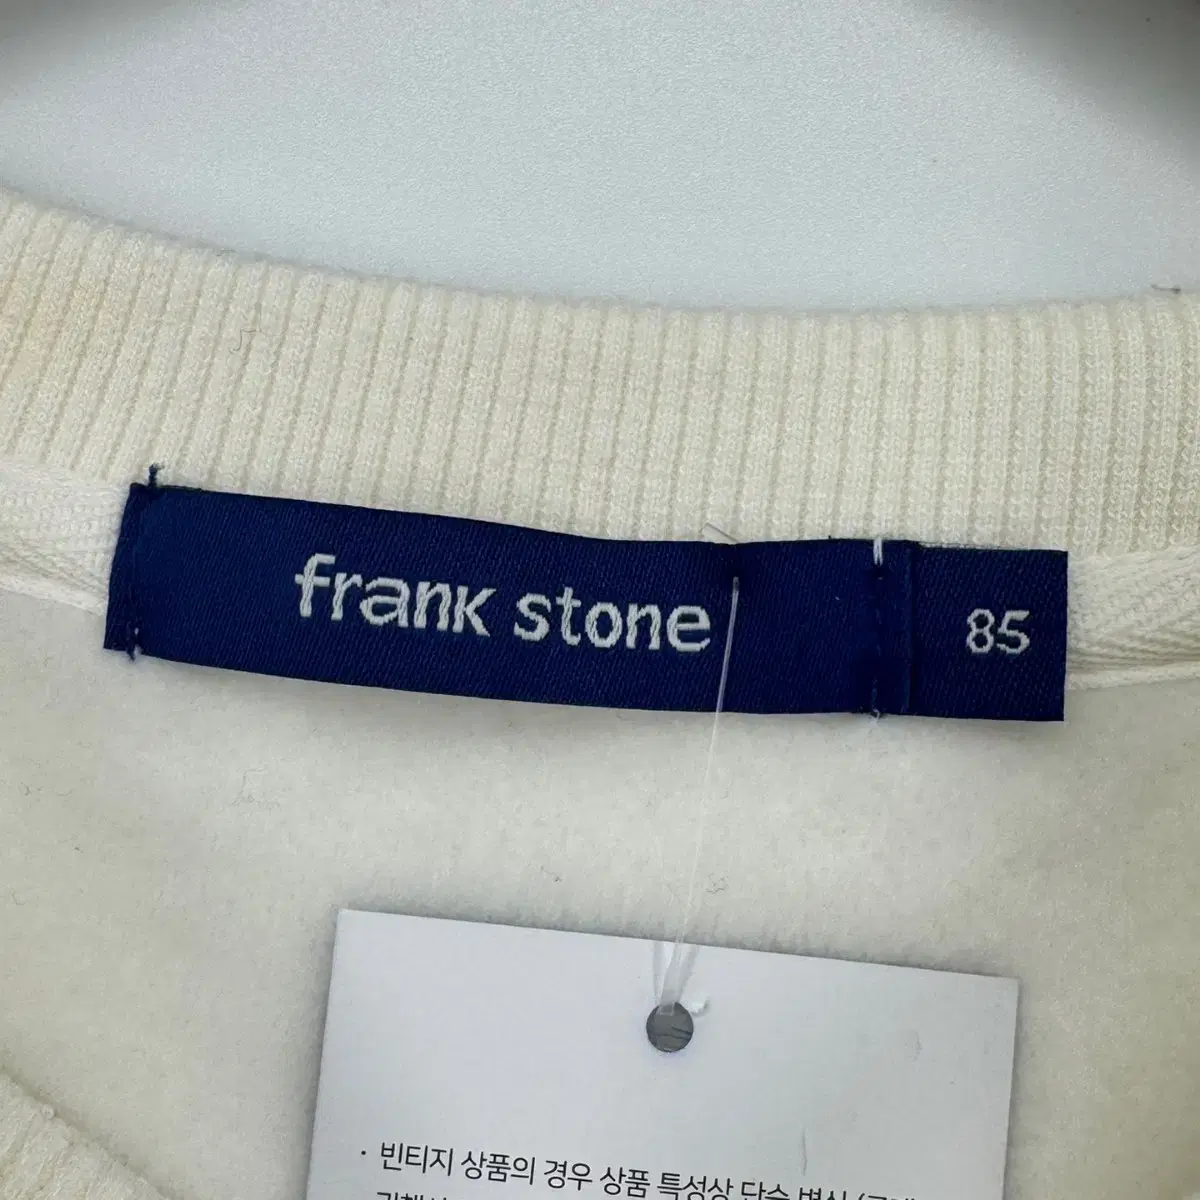 frank stone
85
· 빈티지 상품의 경우 상품 특성상 단순 변심